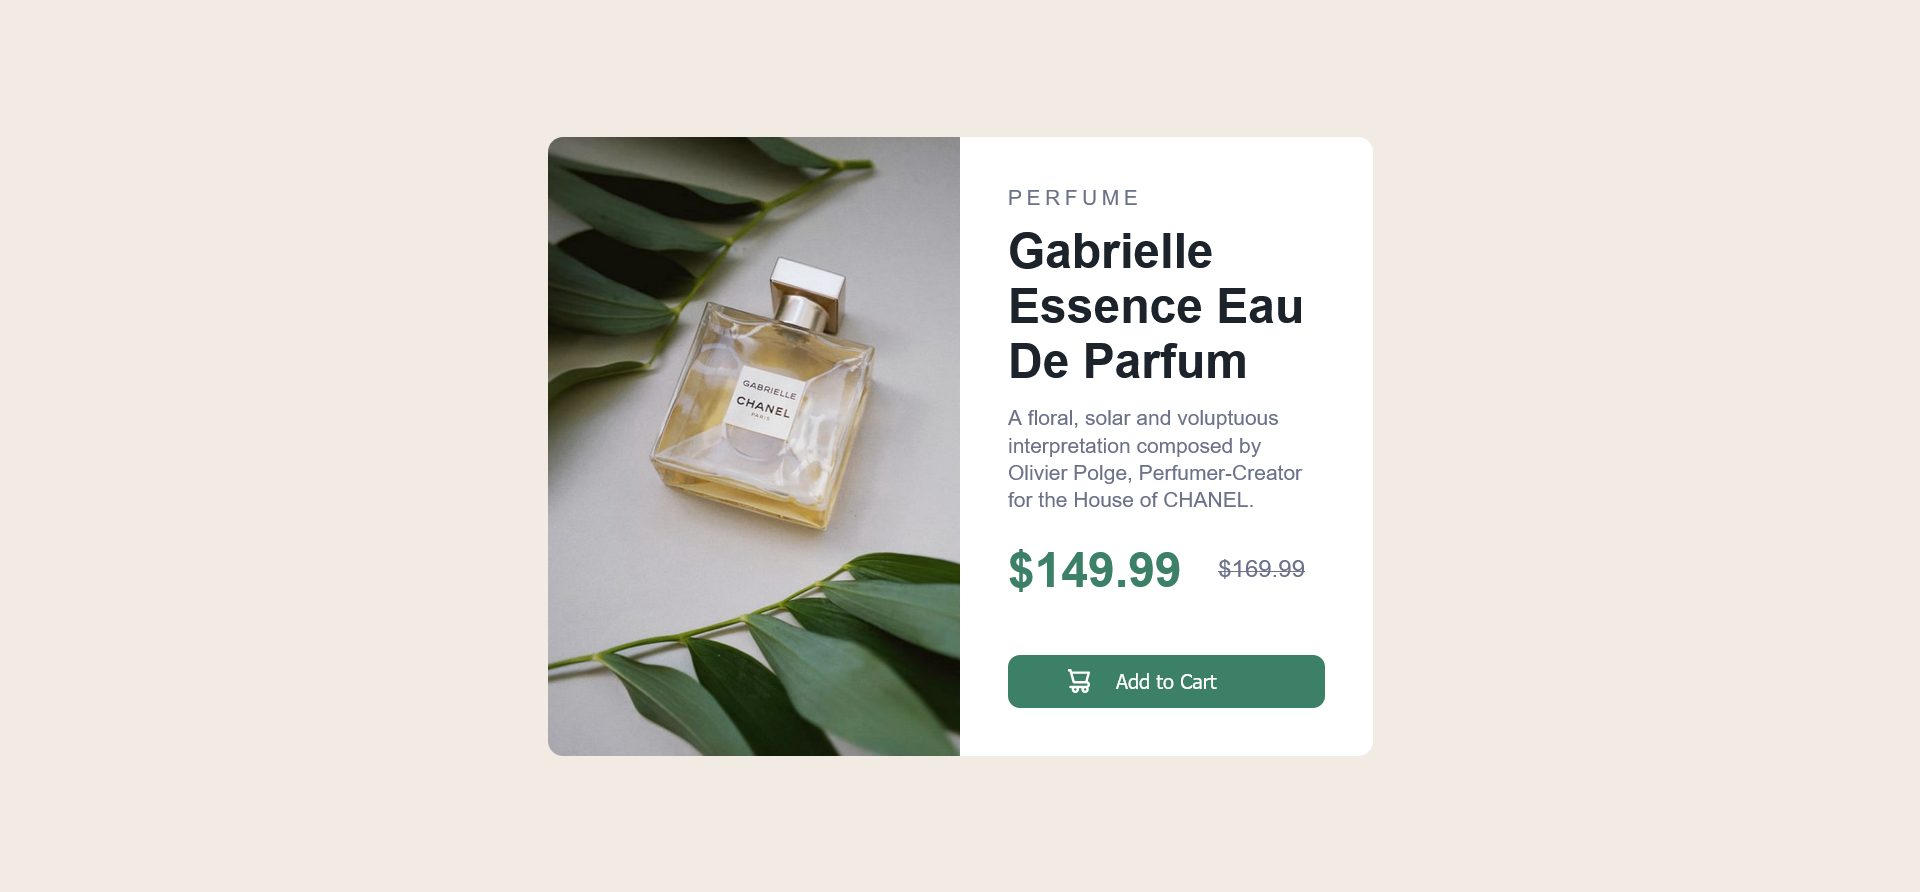 GABRIELLE
CHANEL
PARIS
PERFUME
Gabrielle
Essence Eau
De Parfum
A floral, solar and voluptuous
interpretation composed by
Olivier Polge, Perfumer-Creator
for the House of CHANEL.
$149.99 $169.99
Add to Cart